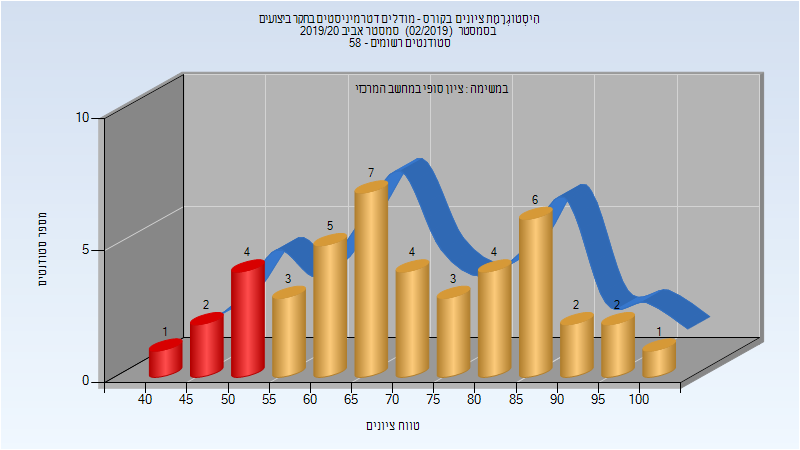 היסטוגרמת ציונים בקורס - מודלים דטרמיניסטים בחקר ביצועים
בסמסטר (02/2019) סמסטר אביב 2019/20
סטודנטים רשומים - 58
במשימה : ציון סופי במחשב המרכזי
מספר סטודנטים
10
5
0
1
2
4
3
5
7
4
3
4
6
2
2
1
40 45 50 55 60 65 70 75 80 85 90 95 100
טווח ציונים